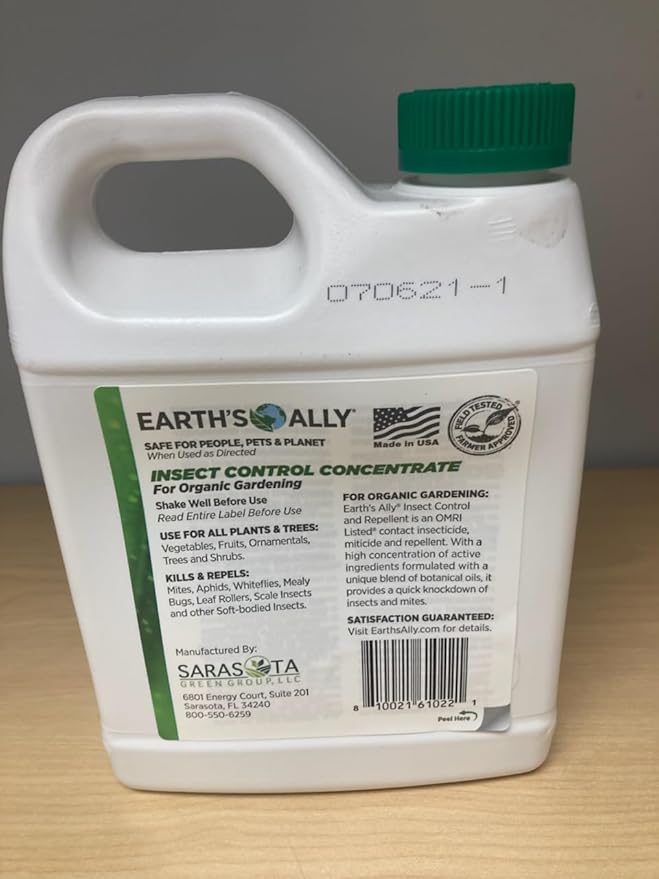 070621-1
EARTH'S ALLY®
SAFE FOR PEOPLE, PETS & PLANET
When Used as Directed
Made in USA
FIELD TESTED
FARMER APPROVED
INSECT CONTROL CONCENTRATE
For Organic Gardening
Shake Well Before Use
Read Entire Label Before Use
USE FOR ALL PLANTS & TREES:
Vegetables, Fruits, Ornamentals,
Trees and Shrubs.
KILLS & REPELS:
Mites, Aphids, Whiteflies, Mealy
Bugs, Leaf Rollers, Scale Insects
and other Soft-bodied Insects.
Manufactured By:
SARASOTA
GREEN GROUP, LLC
6801 Energy Court, Suite 201
Sarasota, FL 34240
800-550-6259
FOR ORGANIC GARDENING:
Earth's Ally® Insect Control
and Repellent is an OMRI
Listed® contact insecticide,
miticide and repellent. With a
high concentration of active
ingredients formulated with a
unique blend of botanical oils, it
provides a quick knockdown of
insects and mites.
SATISFACTION GUARANTEED:
Visit EarthsAlly.com for details.
8 10021 61022 1
Peel Here